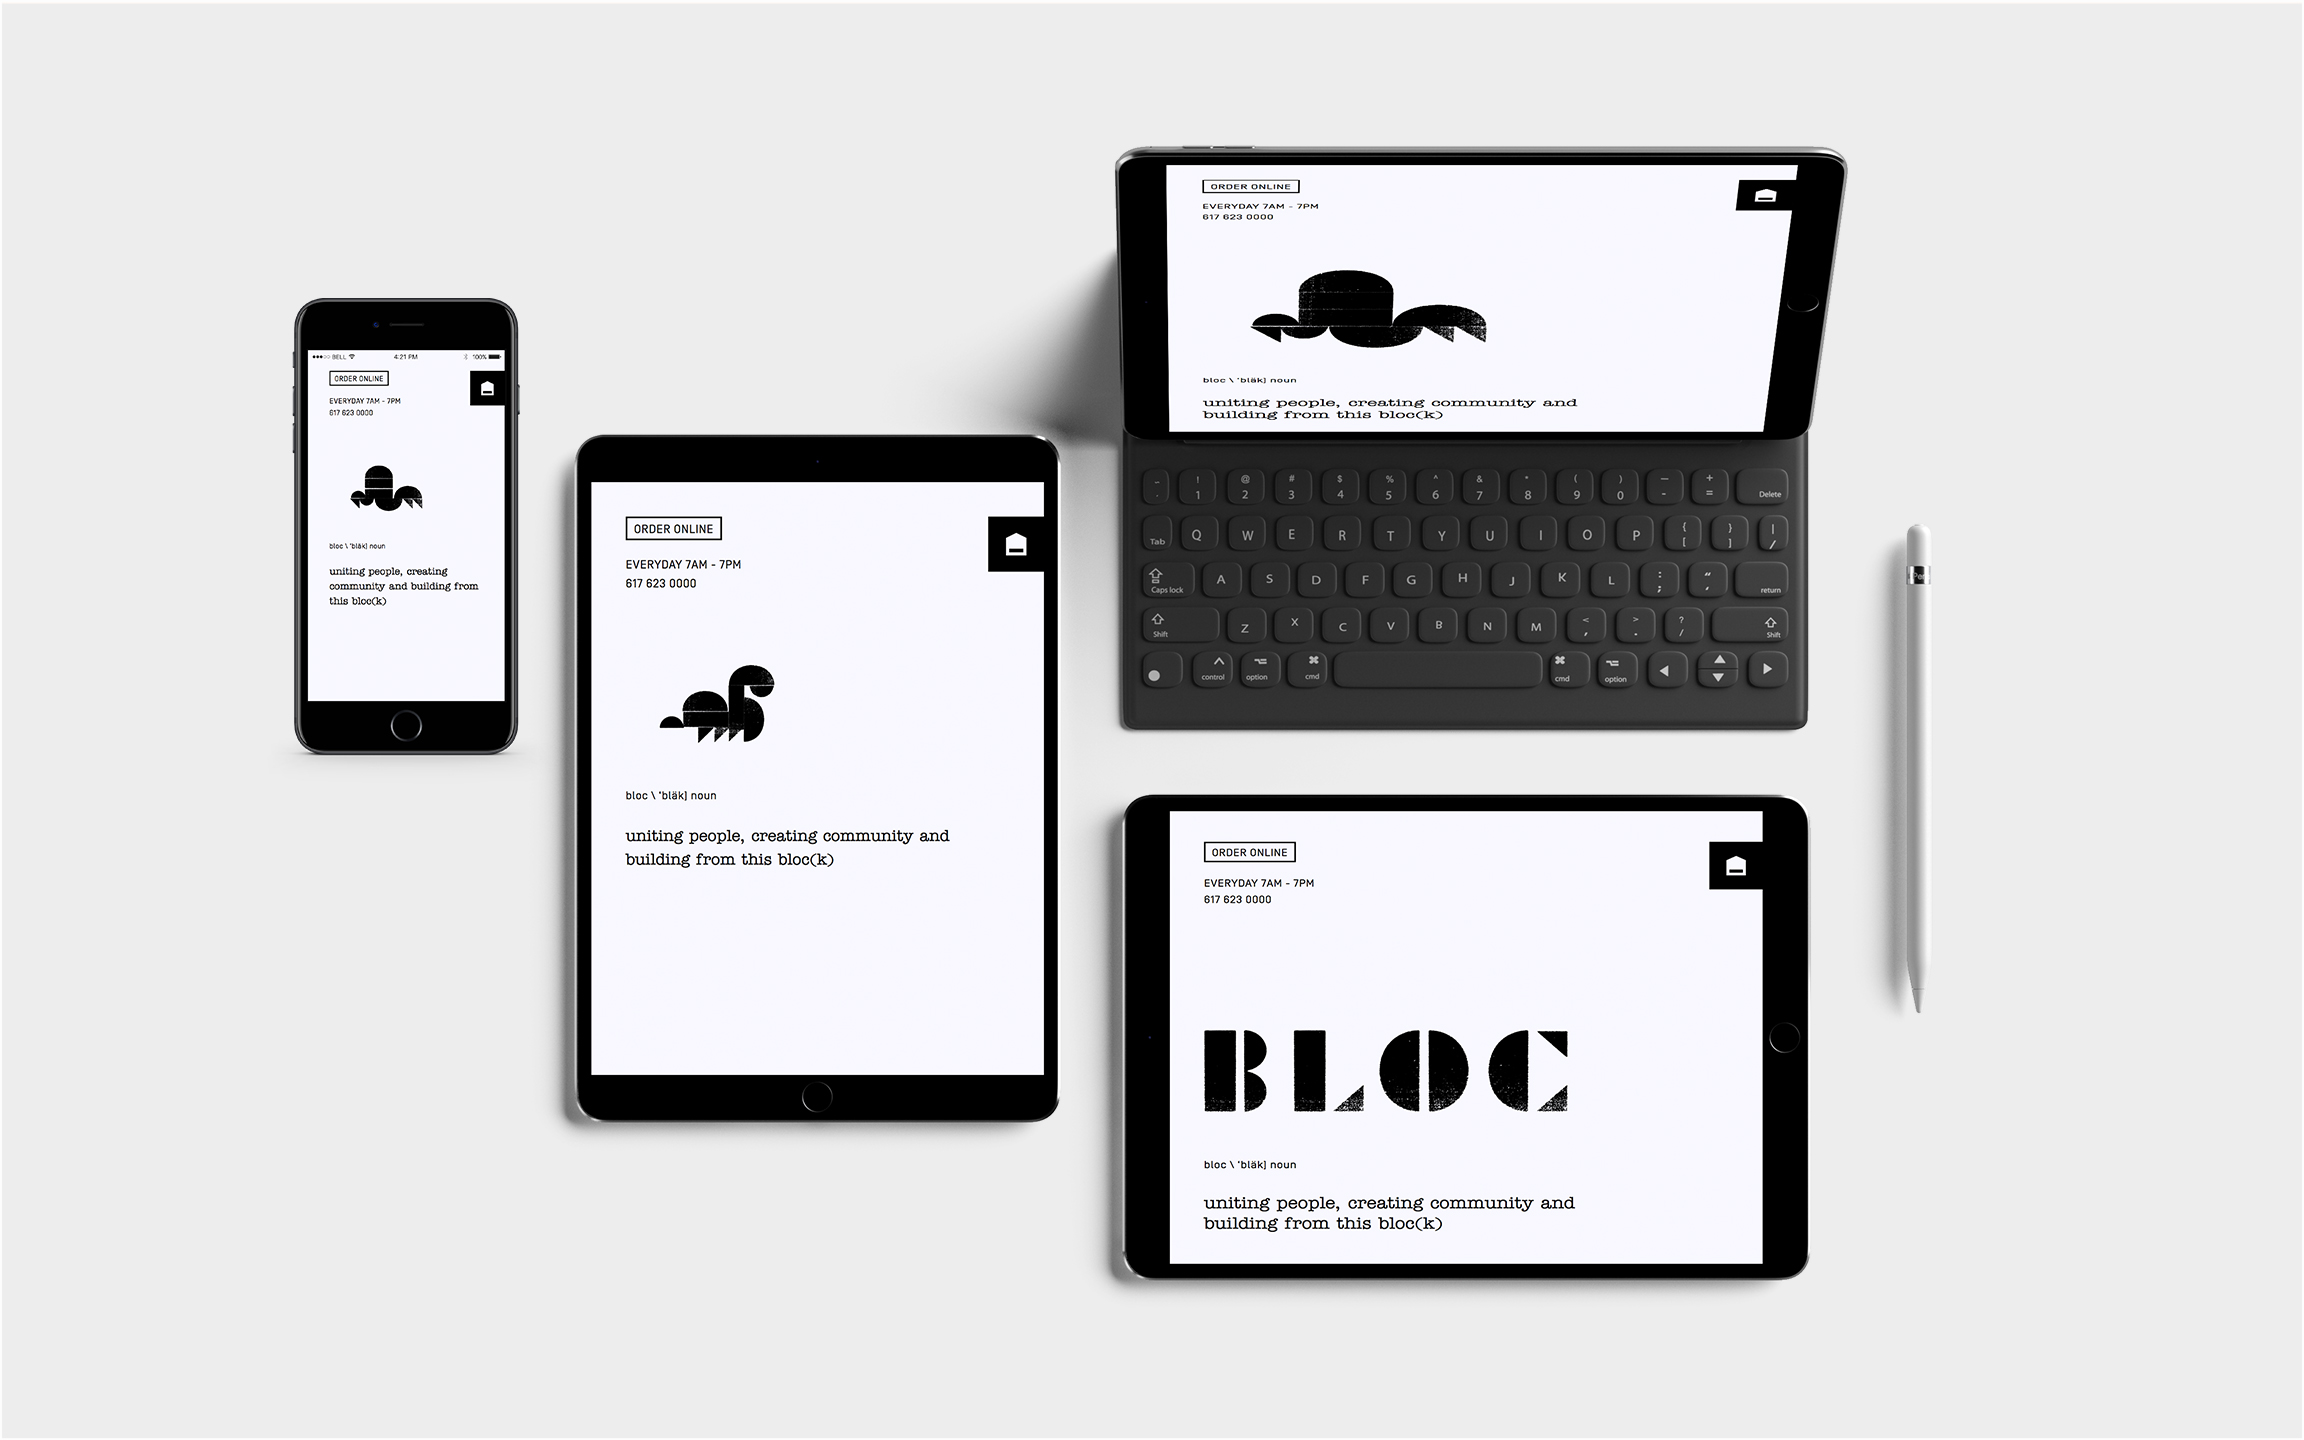 ●●●○○ BELL 4:21 PM 100%
ORDER ONLINE
EVERYDAY 7AM - 7PM
617 623 0000
bloc \ 'bläk] noun
uniting people, creating
community and building from
this bloc(k)
ORDER ONLINE
EVERYDAY 7AM - 7PM
617 623 0000
bloc \ 'bläk] noun
uniting people, creating community and
building from this bloc(k)
ORDER ONLINE
EVERYDAY 7AM - 7PM
617 623 0000
bloc \ 'bläk] noun
uniting people, creating community and
building from this bloc(k)
! @ # $ % ^ & * ( ) _ +
1 2 3 4 5 6 7 8 9 0 - = Delete
Tab Q W E R T Y U I O P { [ } ] | /
Caps lock A S D F G H J K L : ; " ' return
Shift Z X C V B N M < , > . ? / Shift
control option cmd cmd option
ORDER ONLINE
EVERYDAY 7AM - 7PM
617 623 0000
BLOC
bloc \ 'bläk] noun
uniting people, creating community and
building from this bloc(k)